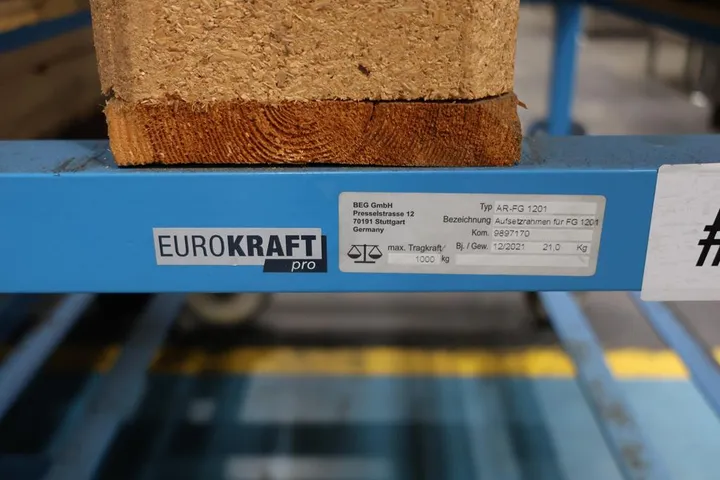 EUROKRAFT
pro
BEG GmbH
Presselstrasse 12
70191 Stuttgart
Germany
max. Tragkraft/
1000 kg
Typ AR-FG 1201
Bezeichnung Aufsetzrahmen für FG 1201
Kom. 9897170
Bj. / Gew. 12/2021 21,0 Kg
#